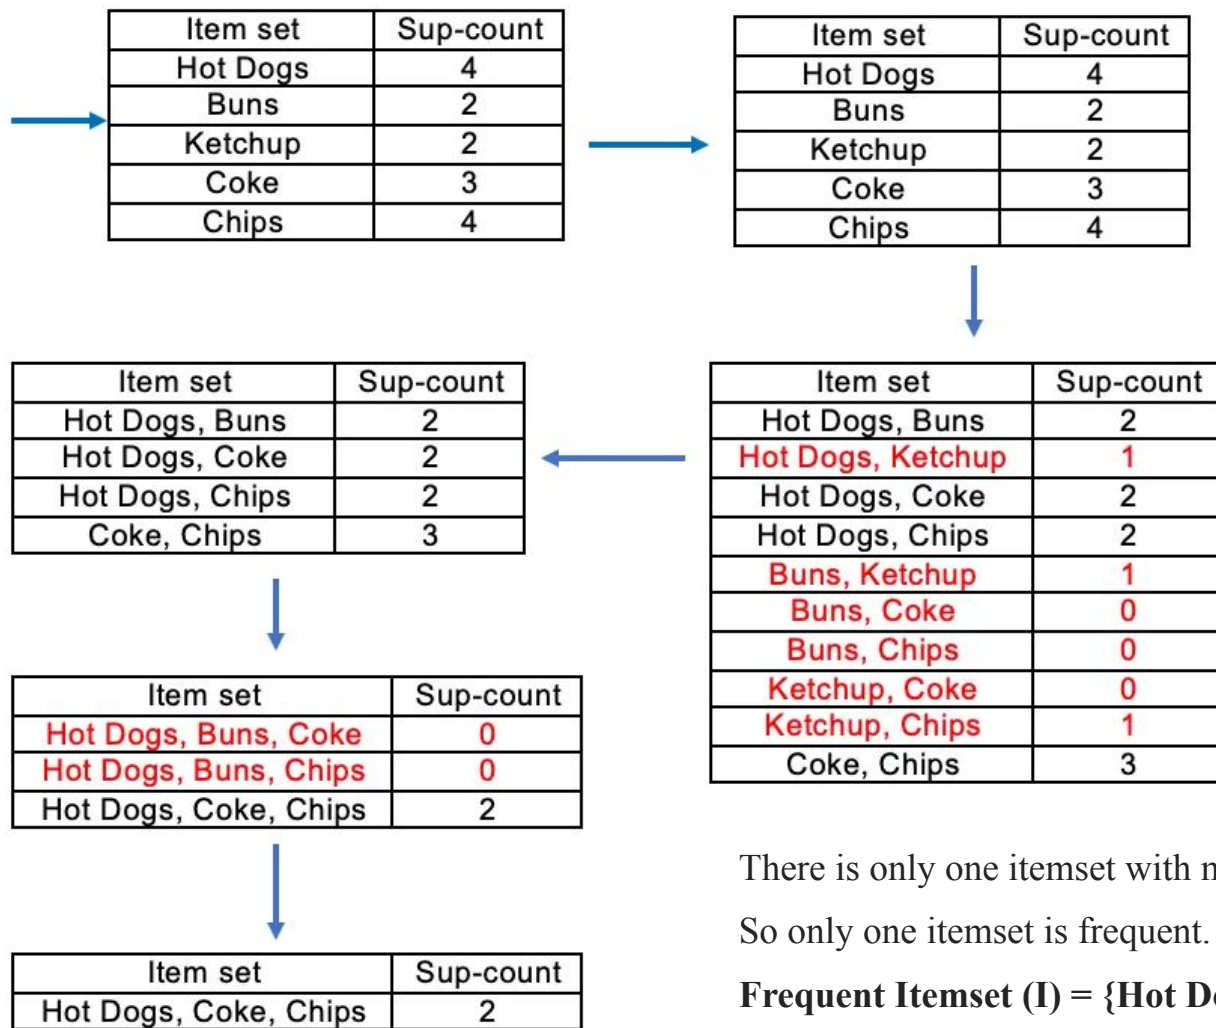 Item set Sup-count
Hot Dogs 4
Buns 2
Ketchup 2
Coke 3
Chips 4
Item set Sup-count
Hot Dogs 4
Buns 2
Ketchup 2
Coke 3
Chips 4
Item set Sup-count
Hot Dogs, Buns 2
Hot Dogs, Ketchup 1
Hot Dogs, Coke 2
Hot Dogs, Chips 2
Buns, Ketchup 1
Buns, Coke 0
Buns, Chips 0
Ketchup, Coke 0
Ketchup, Chips 1
Coke, Chips 3
Item set Sup-count
Hot Dogs, Buns 2
Hot Dogs, Coke 2
Hot Dogs, Chips 2
Coke, Chips 3
Item set Sup-count
Hot Dogs, Buns, Coke 0
Hot Dogs, Buns, Chips 0
Hot Dogs, Coke, Chips 2
Item set Sup-count
Hot Dogs, Coke, Chips 2
There is only one itemset with
So only one itemset is frequent.
Frequent Itemset (I) = {Hot